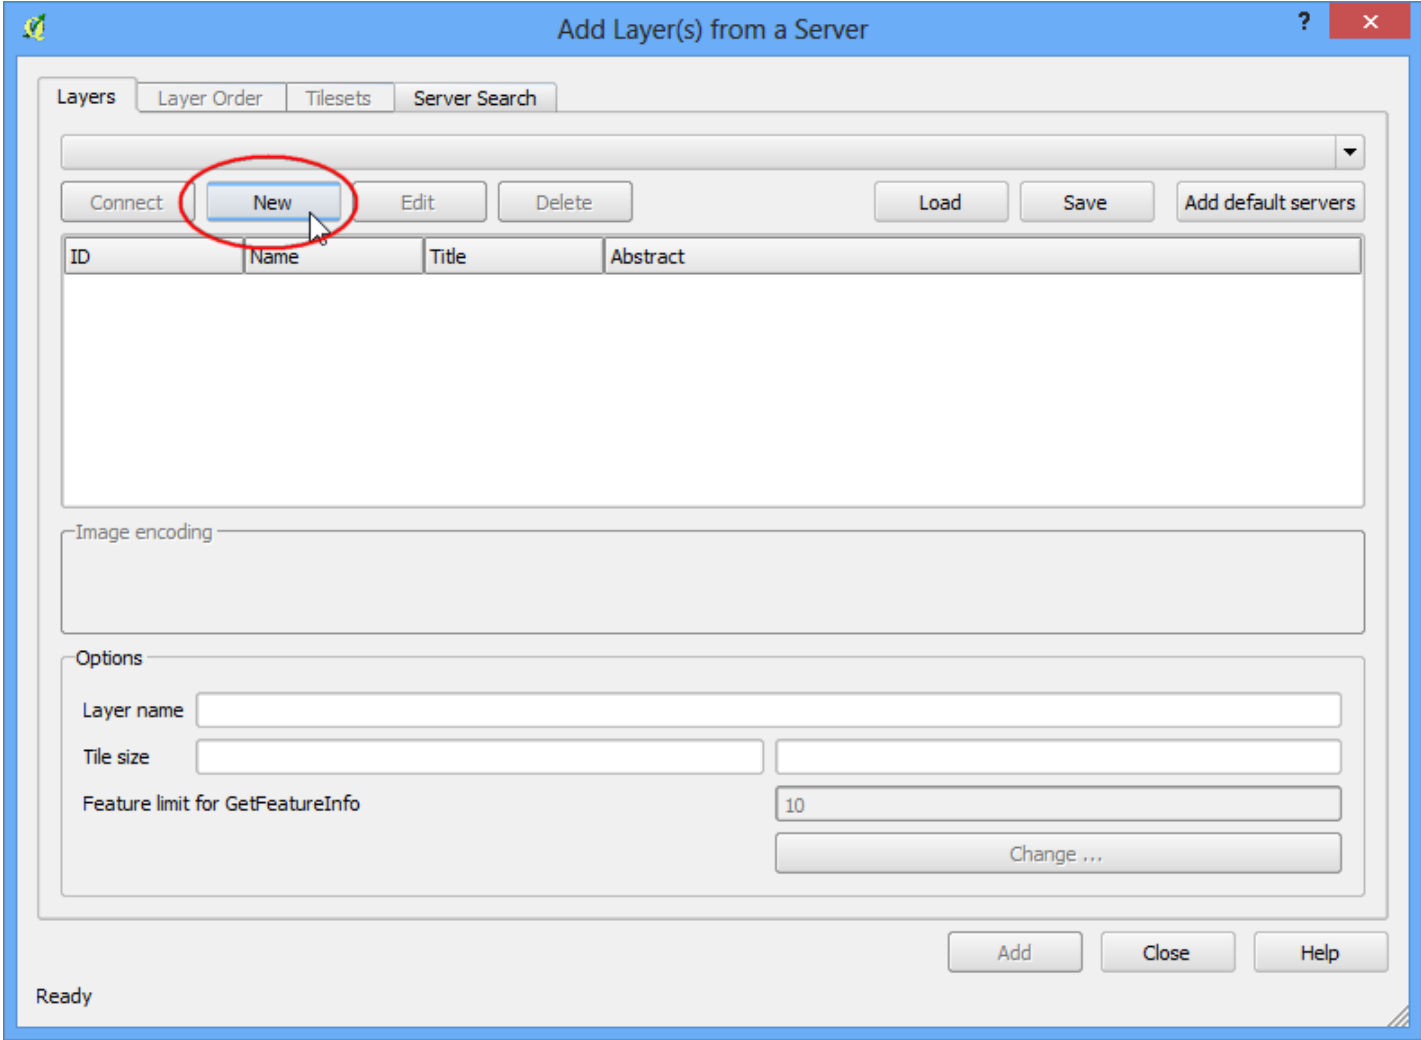 Add Layer(s) from a Server ?
Layers Layer Order Tilesets Server Search
Connect New Edit Delete Load Save Add default servers
ID Name Title Abstract
Image encoding
Options
Layer name
Tile size
Feature limit for GetFeatureInfo 10
Change ...
Add Close Help
Ready